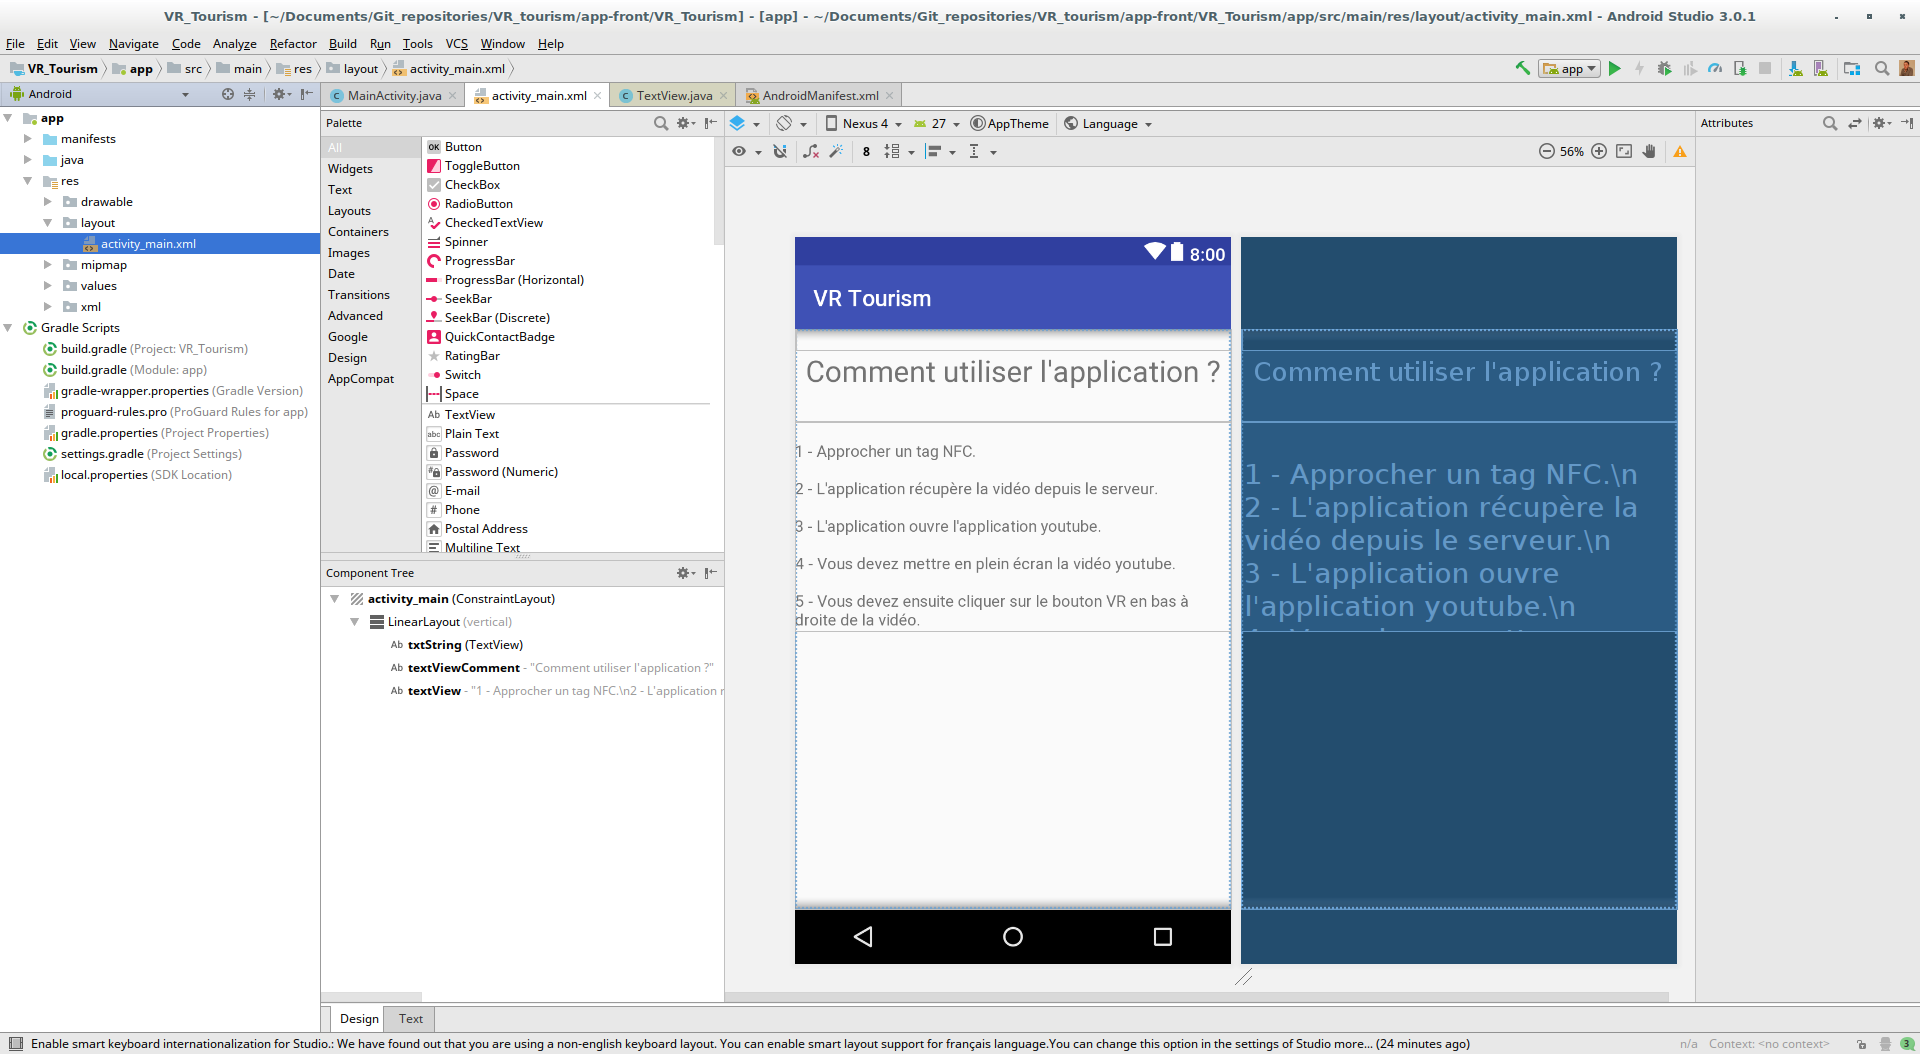 VR_Tourism - [~/Documents/Git_repositories/VR_tourism/app-front/VR_Tourism] - [app] - ~/Documents/Git_repositories/VR_tourism/app-front/VR_Tourism/app/src/main/res/layout/activity_main.xml - Android Studio 3.0.1
File Edit View Navigate Code Analyze Refactor Build Run Tools VCS Window Help
VR_Tourism app src main res layout activity_main.xml
app
Android
MainActivity.java activity_main.xml TextView.java AndroidManifest.xml
app
manifests
java
res
drawable
layout
activity_main.xml
mipmap
values
xml
Gradle Scripts
build.gradle (Project: VR_Tourism)
build.gradle (Module: app)
gradle-wrapper.properties (Gradle Version)
proguard-rules.pro (ProGuard Rules for app)
gradle.properties (Project Properties)
settings.gradle (Project Settings)
local.properties (SDK Location)
Palette
All
Widgets
Text
Layouts
Containers
Images
Date
Transitions
Advanced
Google
Design
AppCompat
OK Button
ToggleButton
CheckBox
RadioButton
CheckedTextView
Spinner
ProgressBar
ProgressBar (Horizontal)
SeekBar
SeekBar (Discrete)
QuickContactBadge
RatingBar
Switch
Space
Ab TextView
abc Plain Text
Password
Password (Numeric)
@ E-mail
# Phone
Postal Address
Multiline Text
Component Tree
activity_main (ConstraintLayout)
LinearLayout (vertical)
Ab txtString (TextView)
Ab textViewComment - "Comment utiliser l'application ?"
Ab textView - "1 - Approcher un tag NFC.\n2 - L'application r
Nexus 4 27 AppTheme Language
8
56%
Attributes
8:00
VR Tourism
Comment utiliser l'application ?
1 - Approcher un tag NFC.
2 - L'application récupère la vidéo depuis le serveur.
3 - L'application ouvre l'application youtube.
4 - Vous devez mettre en plein écran la vidéo youtube.
5 - Vous devez ensuite cliquer sur le bouton VR en bas à
droite de la vidéo.
Comment utiliser l'application ?
1 - Approcher un tag NFC.\n
2 - L'application récupère la
vidéo depuis le serveur.\n
3 - L'application ouvre
l'application youtube.\n
Design Text
Enable smart keyboard internationalization for Studio.: We have found out that you are using a non-english keyboard layout. You can enable smart layout support for français language.You can change this option in the settings of Studio more... (24 minutes ago)
n/a Context: <no context> 3